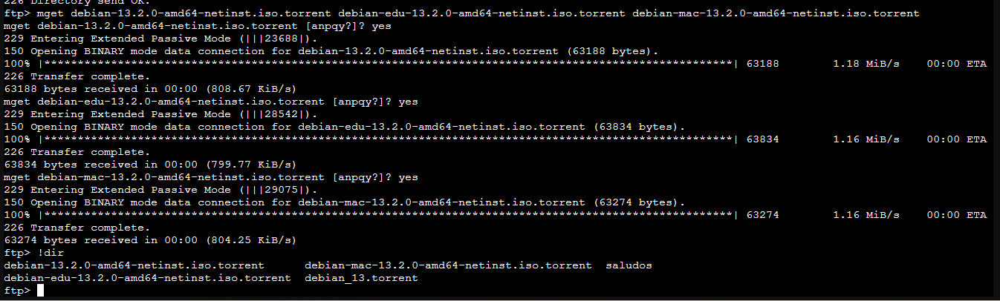 226 Directory send OK.
ftp> mget debian-13.2.0-amd64-netinst.iso.torrent debian-edu-13.2.0-amd64-netinst.iso.torrent debian-mac-13.2.0-amd64-netinst.iso.torrent
mget debian-13.2.0-amd64-netinst.iso.torrent [anpqy?]? yes
229 Entering Extended Passive Mode (|||23688|).
150 Opening BINARY mode data connection for debian-13.2.0-amd64-netinst.iso.torrent (63188 bytes).
100% |*******************************************************************************************************| 63188        1.18 MiB/s    00:00 ETA
226 Transfer complete.
63188 bytes received in 00:00 (808.67 KiB/s)
mget debian-edu-13.2.0-amd64-netinst.iso.torrent [anpqy?]? yes
229 Entering Extended Passive Mode (|||28542|).
150 Opening BINARY mode data connection for debian-edu-13.2.0-amd64-netinst.iso.torrent (63834 bytes).
100% |*******************************************************************************************************| 63834        1.16 MiB/s    00:00 ETA
226 Transfer complete.
63834 bytes received in 00:00 (799.77 KiB/s)
mget debian-mac-13.2.0-amd64-netinst.iso.torrent [anpqy?]? yes
229 Entering Extended Passive Mode (|||29075|).
150 Opening BINARY mode data connection for debian-mac-13.2.0-amd64-netinst.iso.torrent (63274 bytes).
100% |*******************************************************************************************************| 63274        1.16 MiB/s    00:00 ETA
226 Transfer complete.
63274 bytes received in 00:00 (804.25 KiB/s)
ftp> !dir
debian-13.2.0-amd64-netinst.iso.torrent      debian-mac-13.2.0-amd64-netinst.iso.torrent  saludos
debian-edu-13.2.0-amd64-netinst.iso.torrent  debian_13.torrent
ftp>